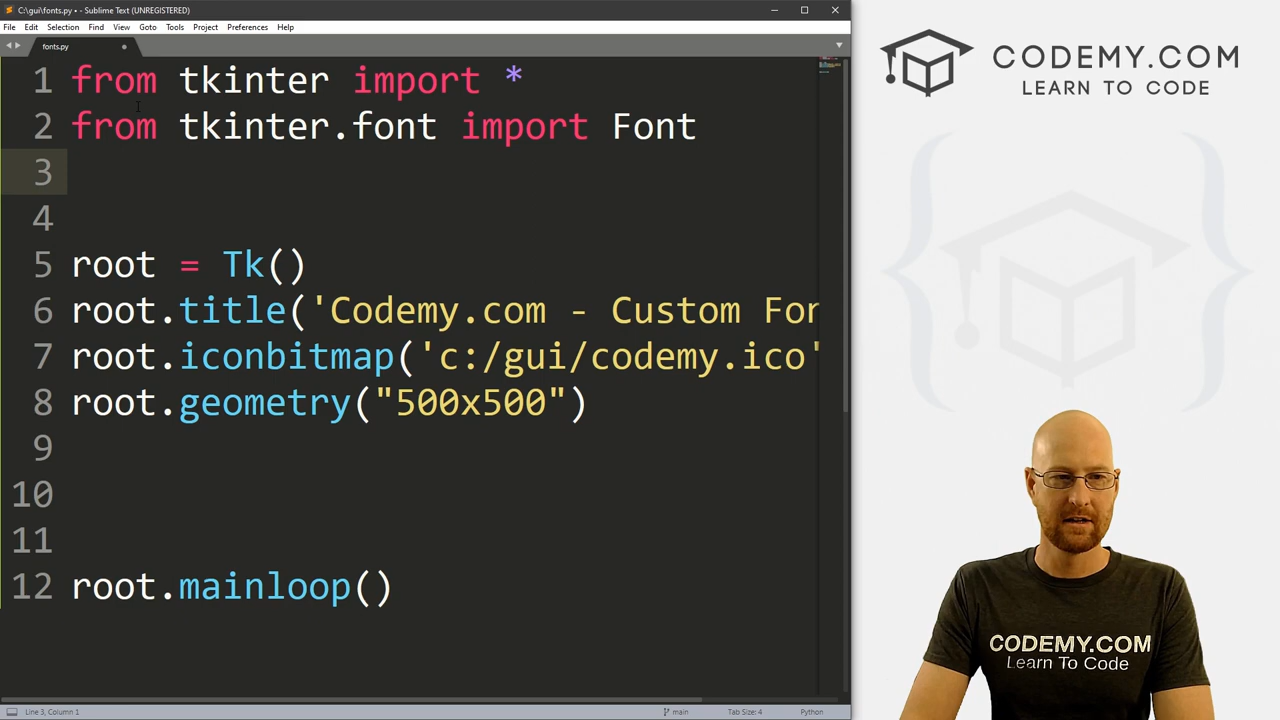 C:\gui\fonts.py • - Sublime Text (UNREGISTERED)
File Edit Selection Find View Goto Tools Project Preferences Help
fonts.py
1 from tkinter import *
2 from tkinter.font import Font
3
4
5 root = Tk()
6 root.title('Codemy.com - Custom For
7 root.iconbitmap('c:/gui/codemy.ico'
8 root.geometry("500x500")
9
10
11
12 root.mainloop()
Line 3, Column 1
main
Tab Size: 4
Python
CODEMY.COM
LEARN TO CODE
CODEMY.COM
Learn To Code